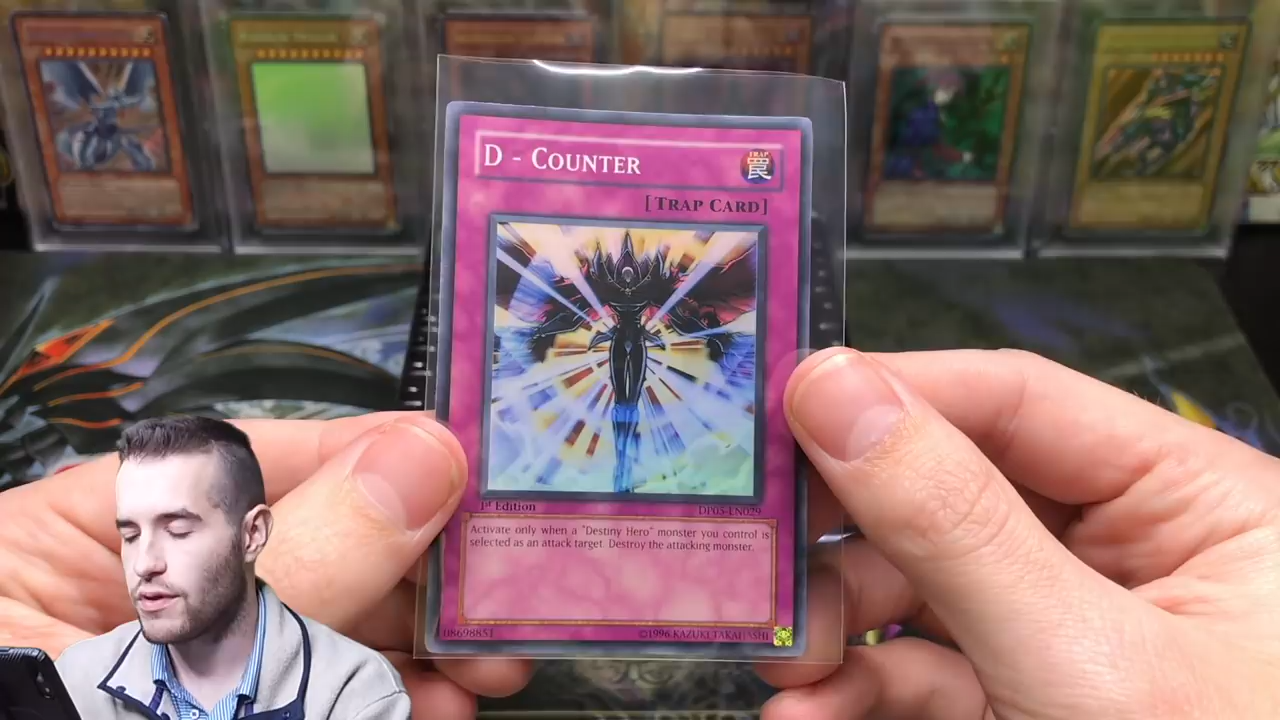 D - COUNTER
TRAP
罠
[TRAP CARD]
1st Edition
DP05-EN029
Activate only when a "Destiny Hero" monster you control is
selected as an attack target. Destroy the attacking monster.
08698851
©1996 KAZUKI TAKAHASHI